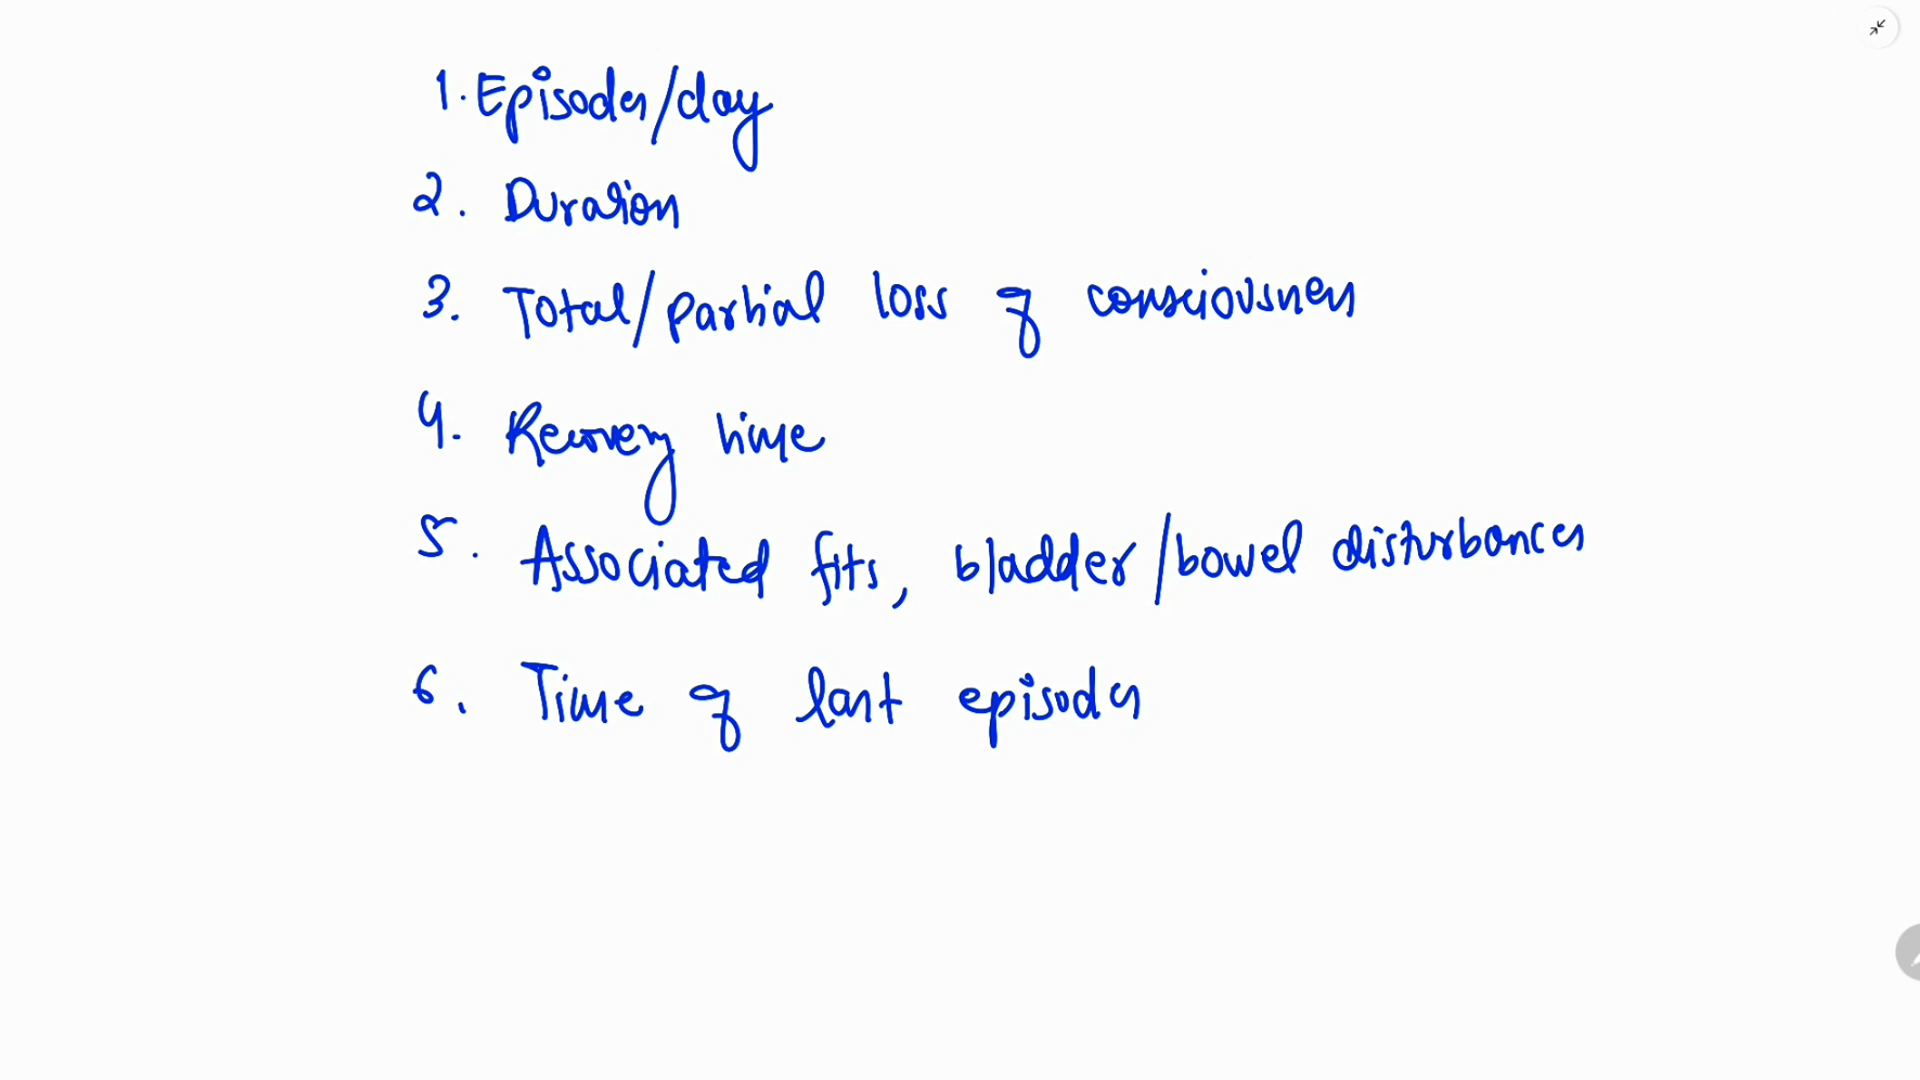 1. Episodes/day
2. Duration
3. Total/partial loss of consciousness
4. Recovery time
5. Associated fits, bladder/bowel disturbances
6. Time of last episodes